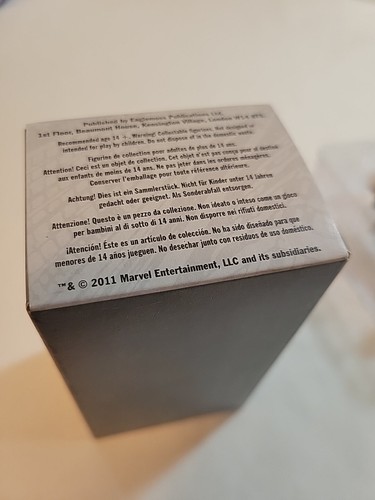 Published by Eaglemoss Publications Ltd.
1st Floor, Beaumont House, Kensington Village, London W14
Recommended age 14 +. Warning! Collectable figurine. Not designed or
intended for play by children. Do not dispose of in the domestic waste.
Figurine de collection pour adultes de plus de 14 ans.
Attention! Ceci est un objet de collection. Cet objet n'est pas conçu pour et destiné
aux enfants de moins de 14 ans. Ne pas jeter dans les ordures ménagères.
Conserver l'emballage pour toute référence ultérieure.
Achtung! Dies ist ein Sammlerstück. Nicht für Kinder unter 14 Jahren
gedacht oder geeignet. Als Sonderabfall entsorgen.
Attenzione! Questo è un pezzo da collezione. Non ideato o inteso come un gioco
per bambini al di sotto di 14 anni. Non disporre nei rifiuti domestici.
¡Atención! Éste es un artículo de colección. No ha sido diseñado para que
menores de 14 años jueguen. No desechar junto con residuos de uso doméstico.
™ & © 2011 Marvel Entertainment, LLC and its subsidiaries.